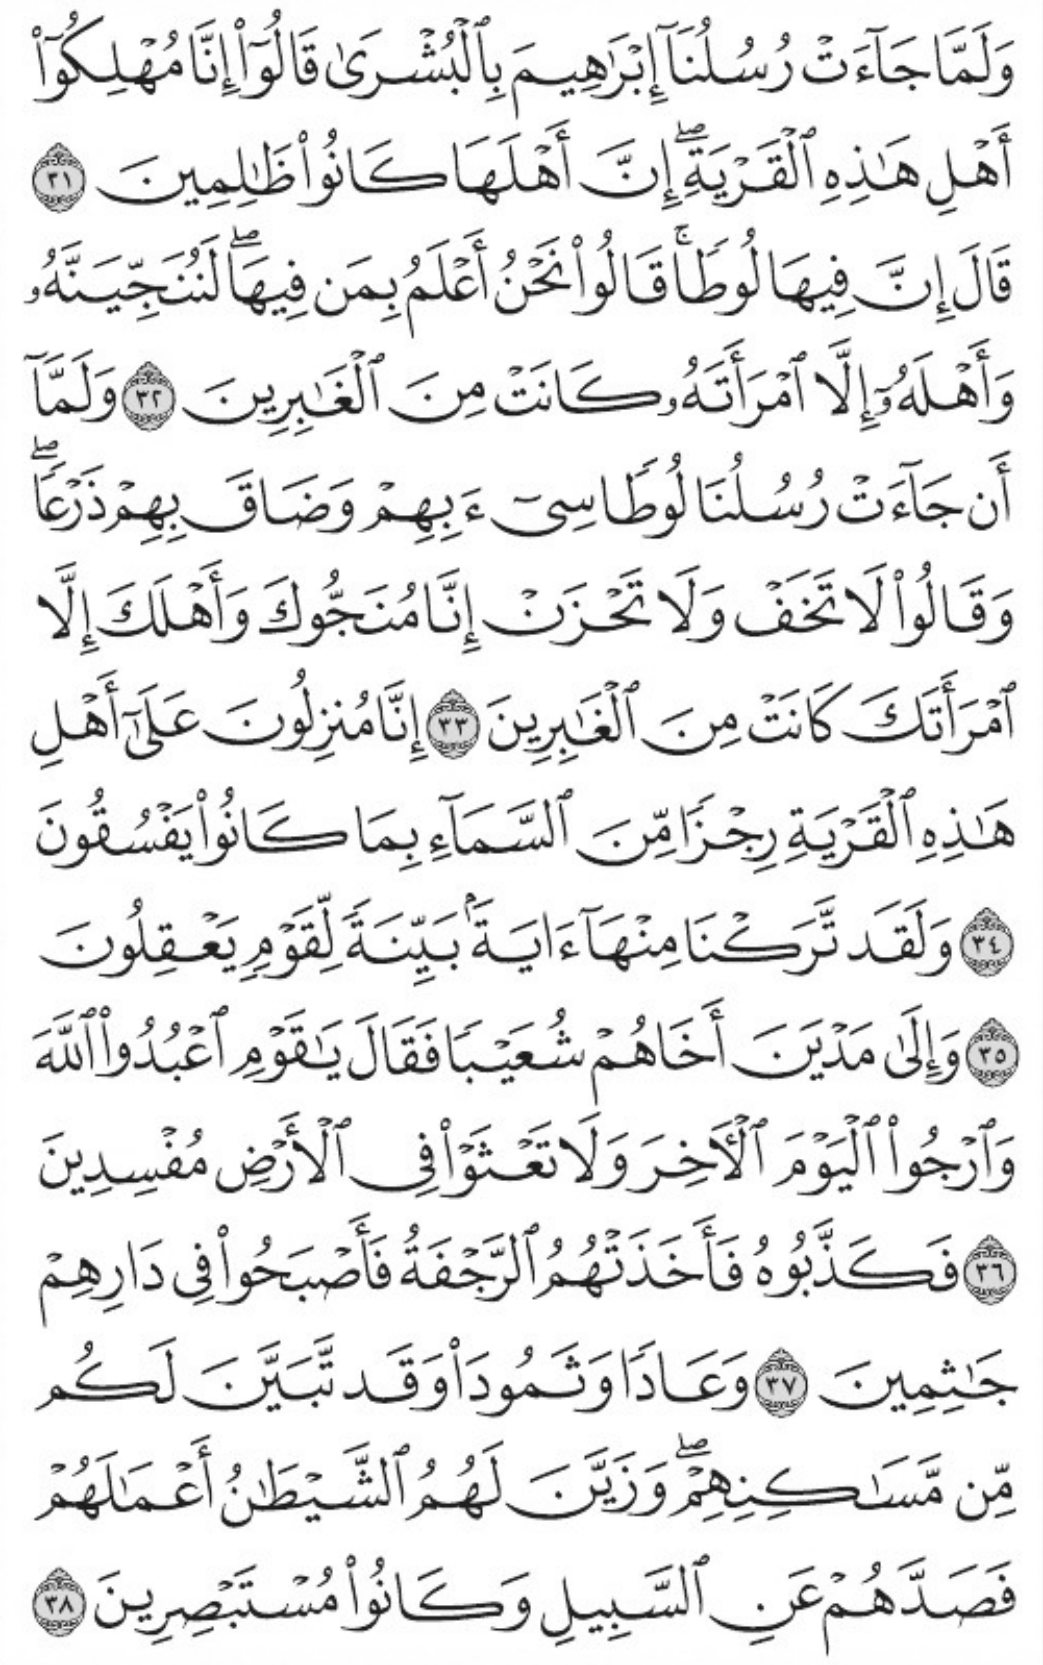 وَلَمَّا جَآءَتْ رُسُلُنَآ إِبْرَٰهِيمَ بِٱلْبُشْرَىٰ قَالُوٓا۟ إِنَّا مُهْلِكُوٓا۟
أَهْلِ هَٰذِهِ ٱلْقَرْيَةِ ۖ إِنَّ أَهْلَهَا كَانُوا۟ ظَٰلِمِينَ ٣١
قَالَ إِنَّ فِيهَا لُوطًا ۚ قَالُوا۟ نَحْنُ أَعْلَمُ بِمَن فِيهَا ۖ لَنُنَجِّيَنَّهُۥ
وَأَهْلَهُۥٓ إِلَّا ٱمْرَأَتَهُۥ كَانَتْ مِنَ ٱلْغَٰبِرِينَ ٣٢ وَلَمَّآ
أَن جَآءَتْ رُسُلُنَا لُوطًا سِىٓءَ بِهِمْ وَضَاقَ بِهِمْ ذَرْعًا ۖ
وَقَالُوا۟ لَا تَخَفْ وَلَا تَحْزَنْ إِنَّا مُنَجُّوكَ وَأَهْلَكَ إِلَّا
ٱمْرَأَتَكَ كَانَتْ مِنَ ٱلْغَٰبِرِينَ ٣٣ إِنَّا مُنزِلُونَ عَلَىٰٓ أَهْلِ
هَٰذِهِ ٱلْقَرْيَةِ رِجْزًا مِّنَ ٱلسَّمَآءِ بِمَا كَانُوا۟ يَفْسُقُونَ
٣٤ وَلَقَد تَّرَكْنَا مِنْهَآ ءَايَةًۢ بَيِّنَةً لِّقَوْمٍ يَعْقِلُونَ
٣٥ وَإِلَىٰ مَدْيَنَ أَخَاهُمْ شُعَيْبًا فَقَالَ يَٰقَوْمِ ٱعْبُدُوا۟ ٱللَّهَ
وَٱرْجُوا۟ ٱلْيَوْمَ ٱلْءَاخِرَ وَلَا تَعْثَوْا۟ فِى ٱلْأَرْضِ مُفْسِدِينَ
٣٦ فَكَذَّبُوهُ فَأَخَذَتْهُمُ ٱلرَّجْفَةُ فَأَصْبَحُوا۟ فِى دَارِهِمْ
جَٰثِمِينَ ٣٧ وَعَادًا وَثَمُودَا۟ وَقَد تَّبَيَّنَ لَكُم
مِّن مَّسَٰكِنِهِمْ ۖ وَزَيَّنَ لَهُمُ ٱلشَّيْطَٰنُ أَعْمَٰلَهُمْ
فَصَدَّهُمْ عَنِ ٱلسَّبِيلِ وَكَانُوا۟ مُسْتَبْصِرِينَ ٣٨